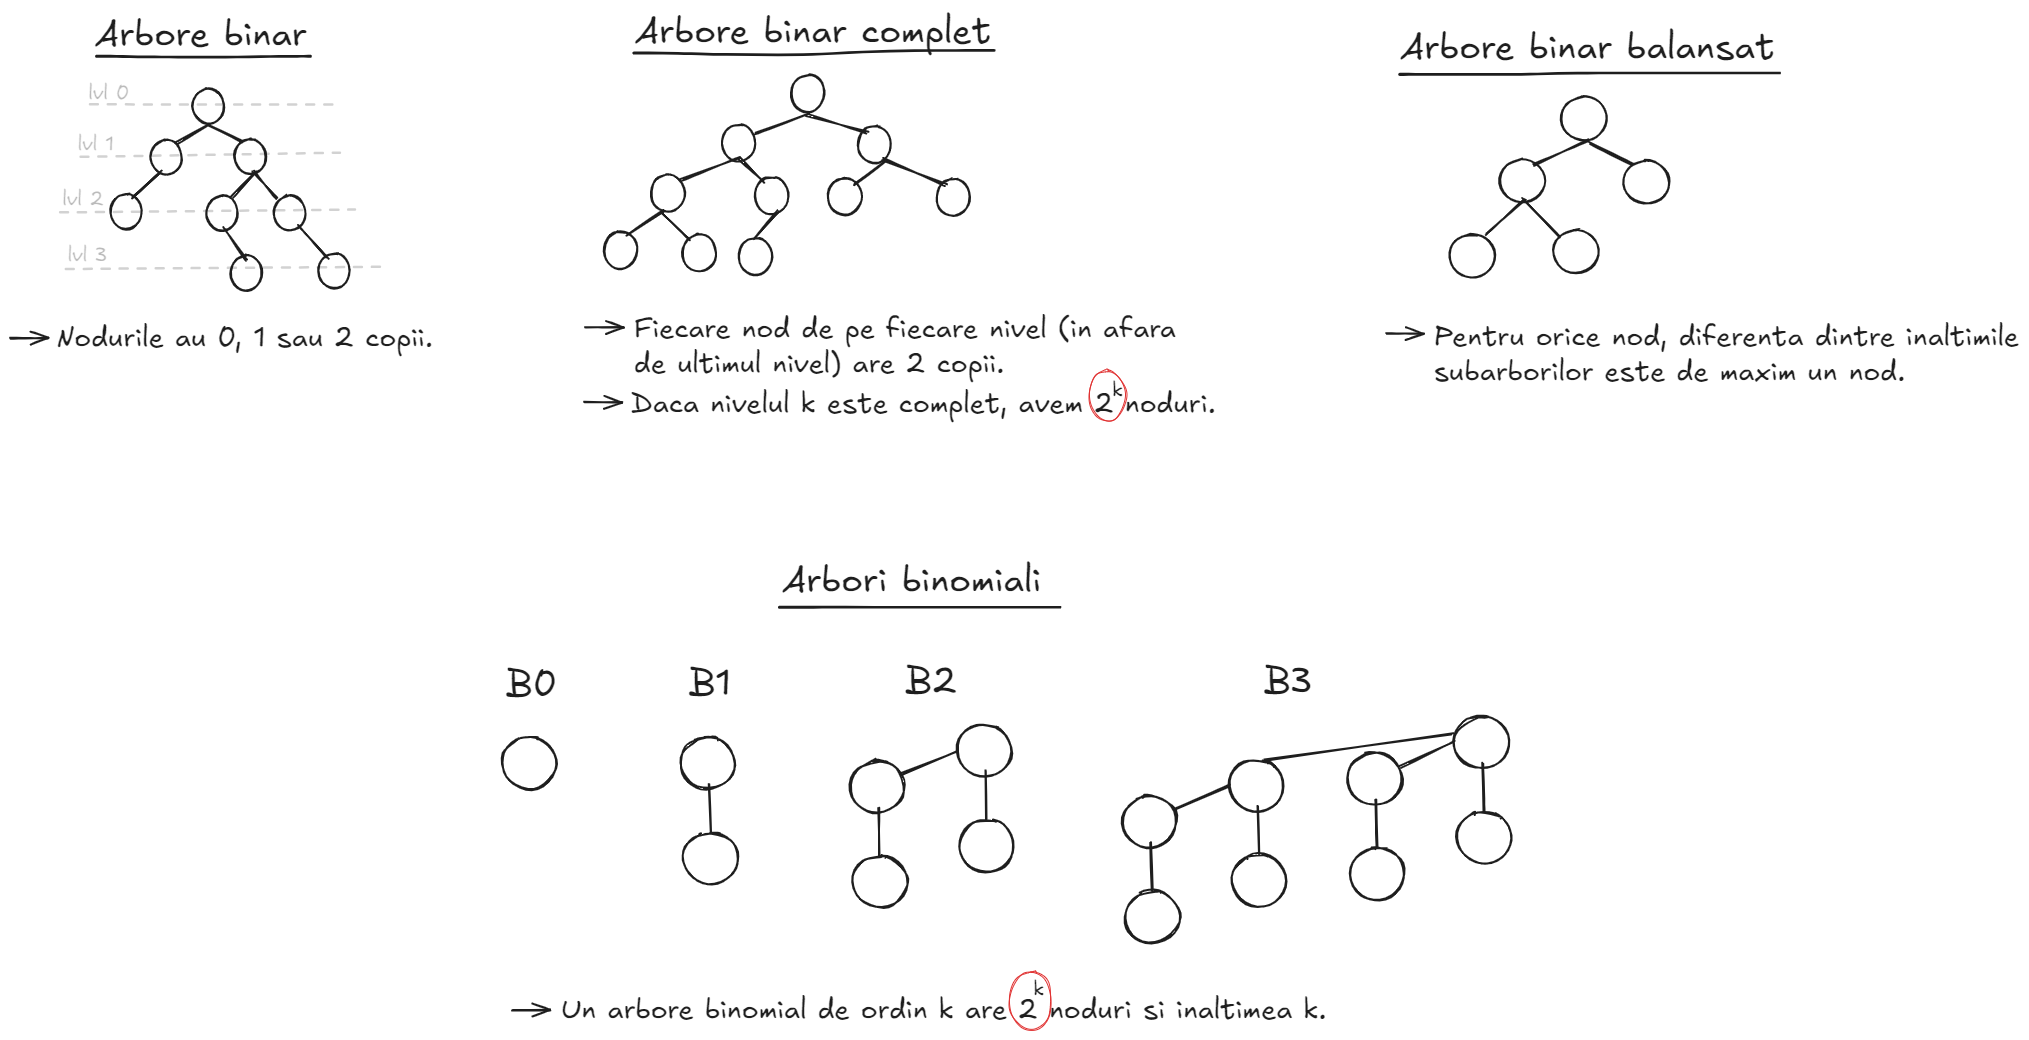 Arbore binar
lvl 0
lvl 1
lvl 2
lvl 3
→ Nodurile au 0, 1 sau 2 copii.
Arbore binar complet
→ Fiecare nod de pe fiecare nivel (in afara
de ultimul nivel) are 2 copii.
→ Daca nivelul k este complet, avem 2^k noduri.
Arbore binar balansat
→ Pentru orice nod, diferenta dintre inaltimile
subarborilor este de maxim un nod.
Arbori binomiali
B0 B1 B2 B3
→ Un arbore binomial de ordin k are 2^k noduri si inaltimea k.